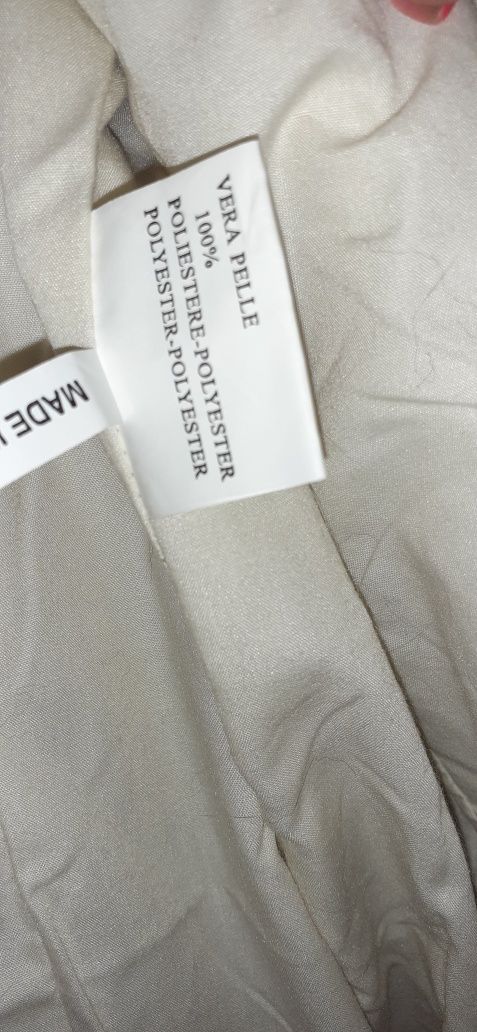 VERA PELLE
100%
POLIESTERE-POLYESTER
POLYESTER-POLYESTER
MADE